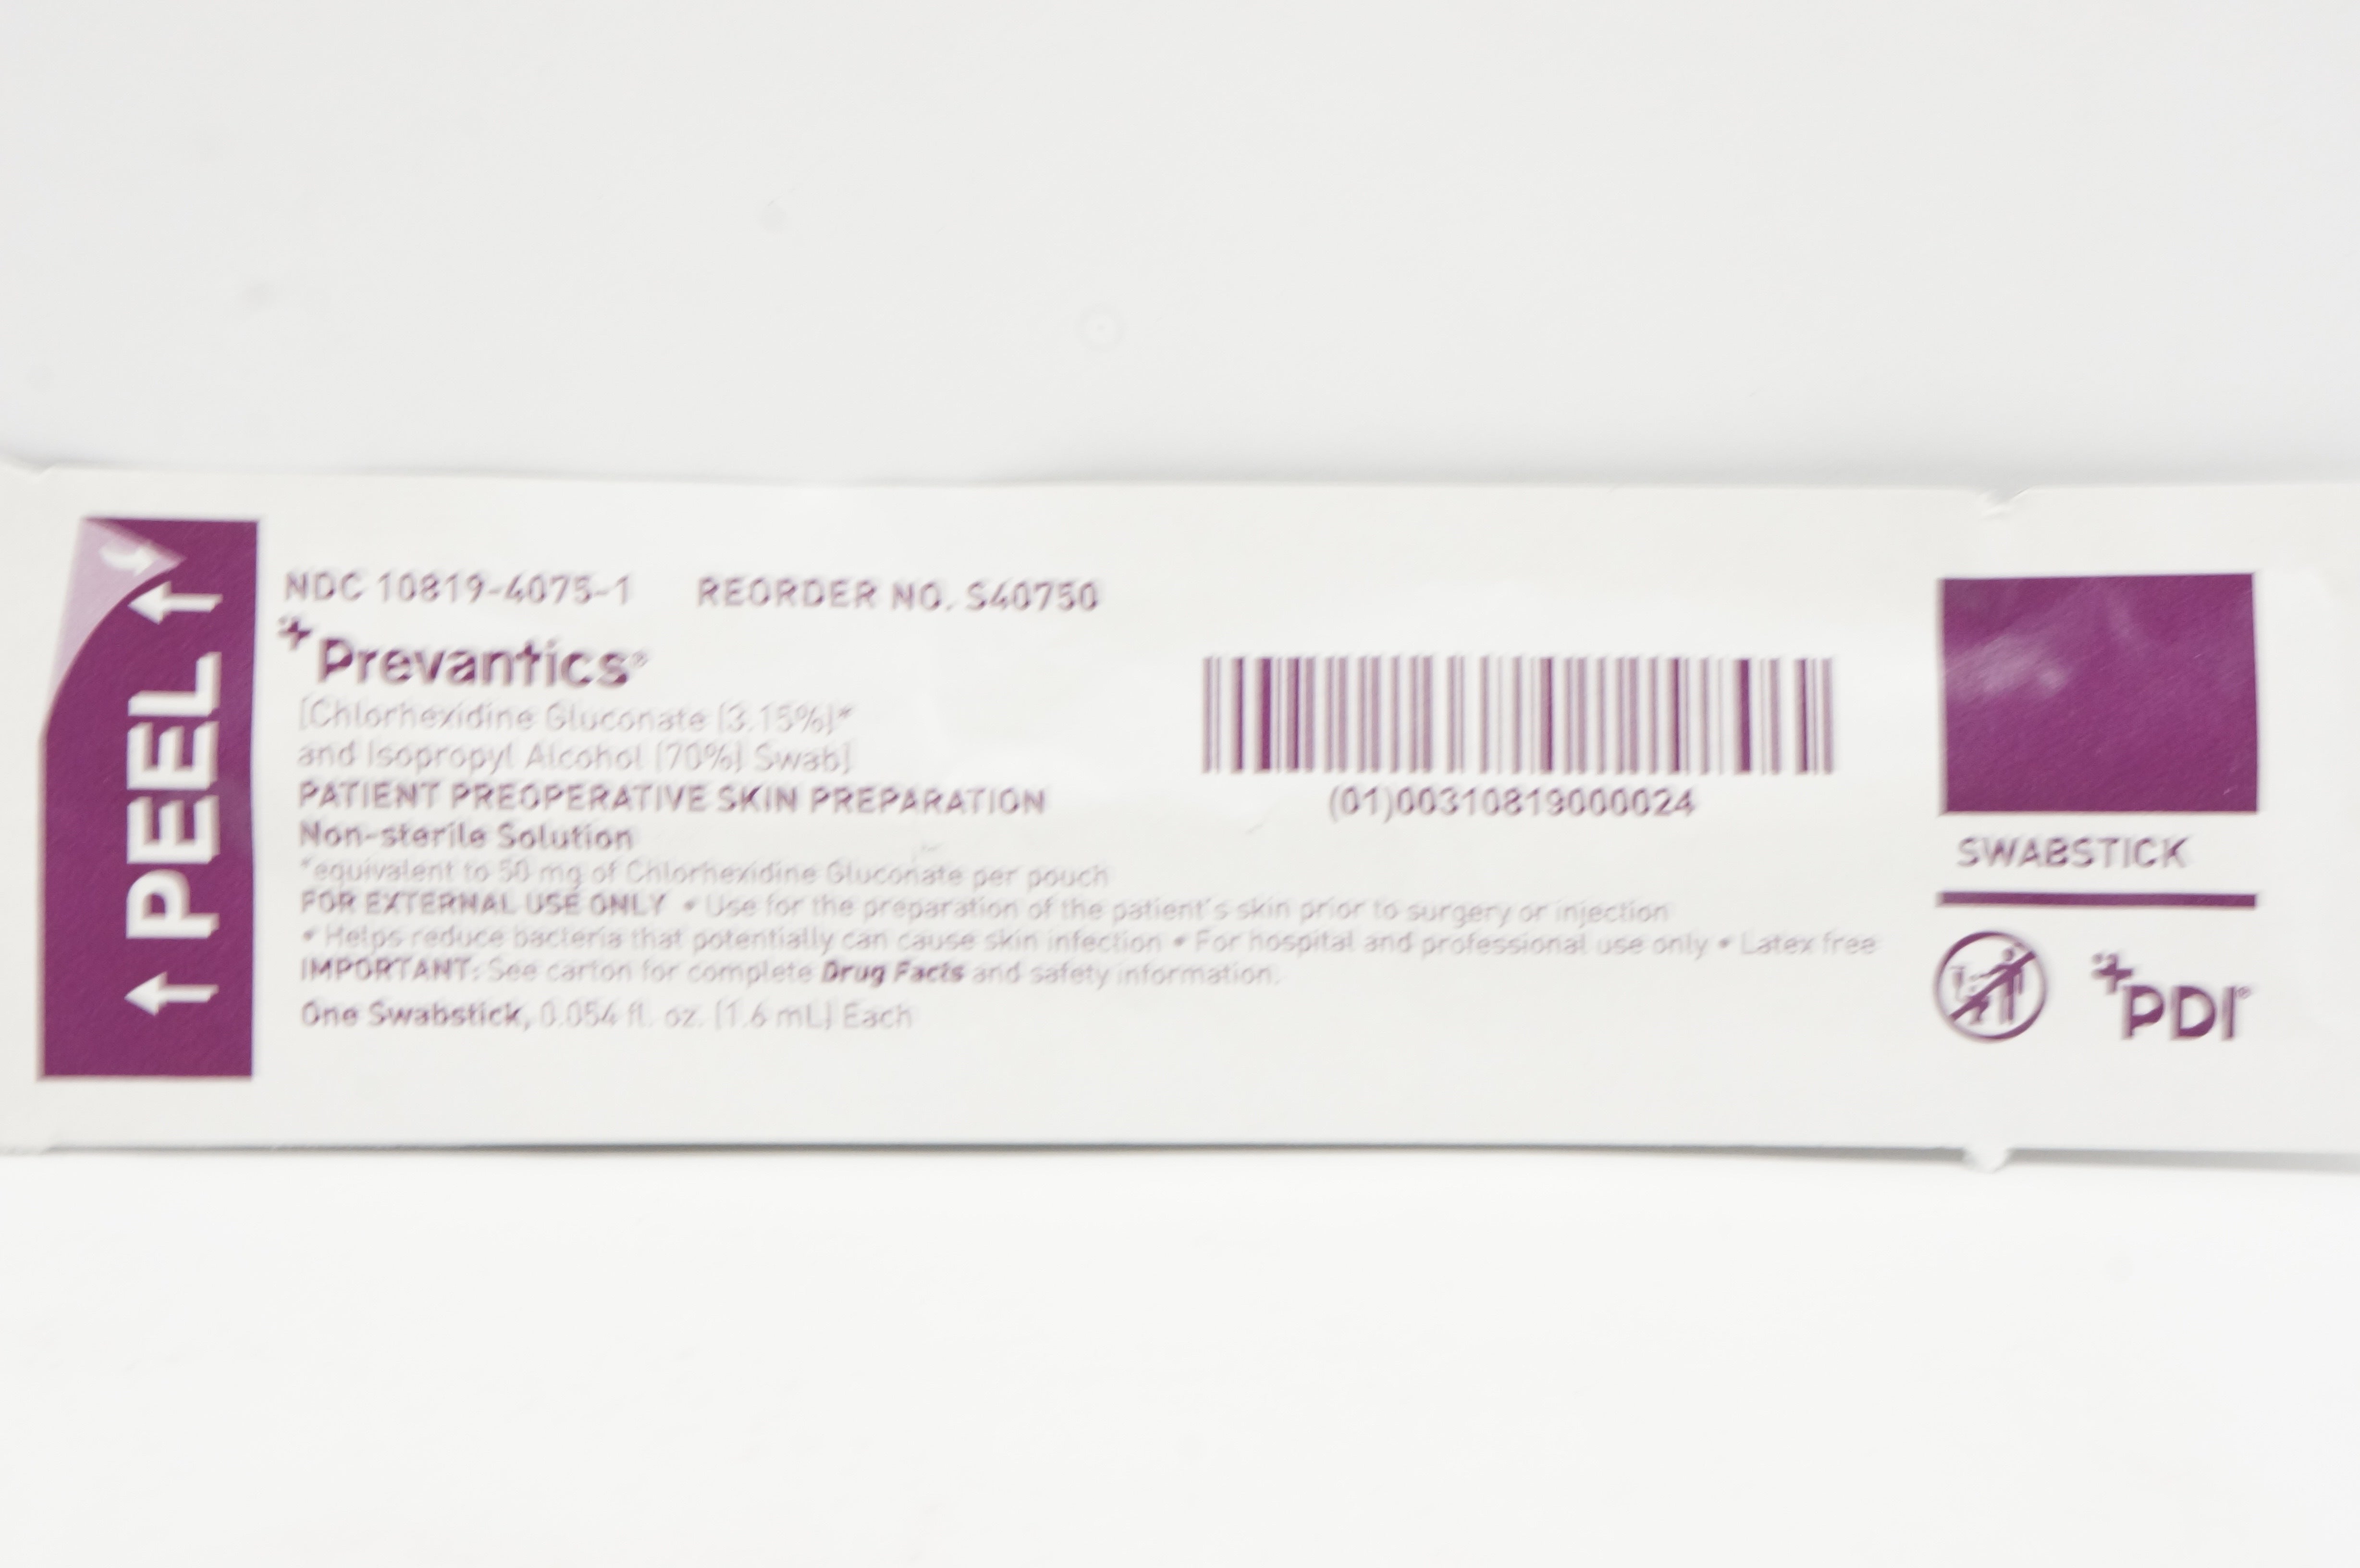 PEEL
NDC 10819-4075-1 REORDER NO. S40750
Prevantics®
[Chlorhexidine Gluconate [3.15%]*
and Isopropyl Alcohol [70%] Swab]
PATIENT PREOPERATIVE SKIN PREPARATION
Non-sterile Solution
*equivalent to 50 mg of Chlorhexidine Gluconate per pouch
FOR EXTERNAL USE ONLY • Use for the preparation of the patient's skin prior to surgery or injection
• Helps reduce bacteria that potentially can cause skin infection • For hospital and professional use only • Latex free
IMPORTANT: See carton for complete Drug Facts and safety information.
One Swabstick, 0.054 fl. oz. [1.6 mL] Each
(01)00310819000024
SWABSTICK
PDI®